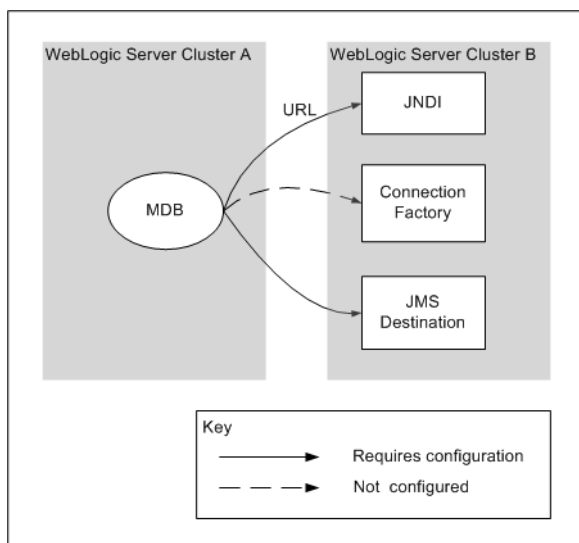 WebLogic Server Cluster A
WebLogic Server Cluster B
URL
JNDI
MDB
Connection
Factory
JMS
Destination
Key
Requires configuration
Not configured